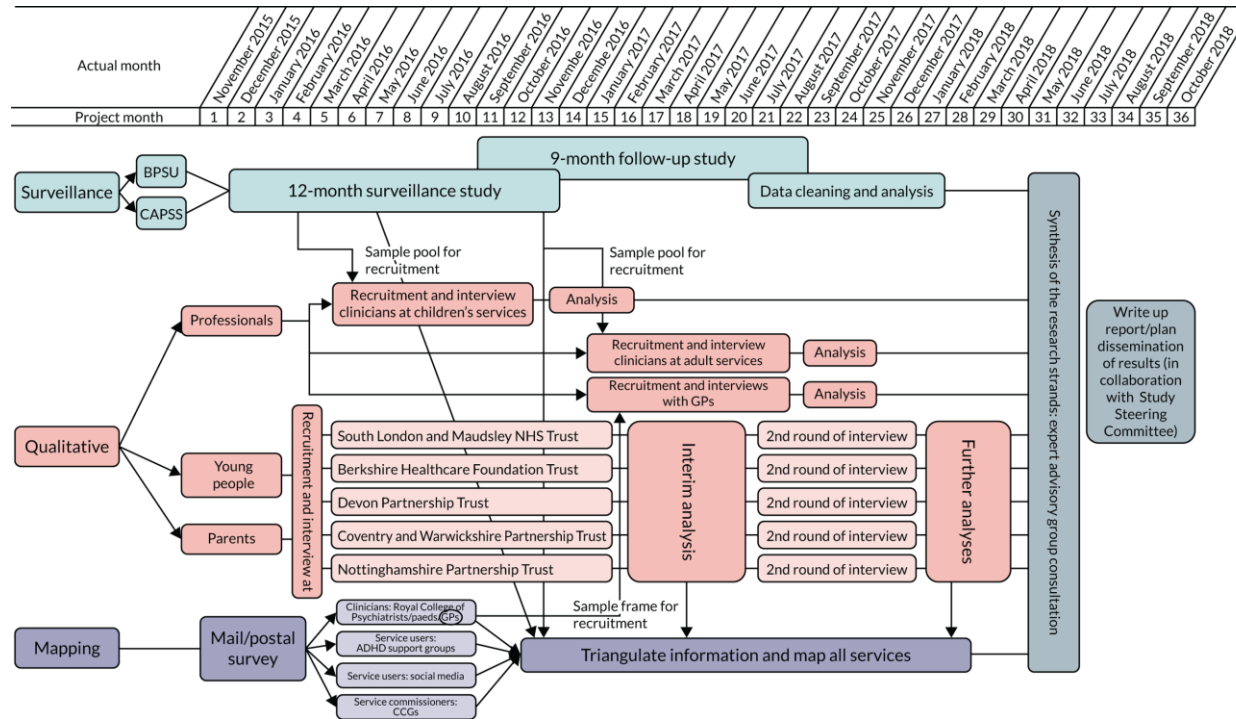 Actual month
November 2015
December 2015
January 2016
February 2016
March 2016
April 2016
May 2016
June 2016
July 2016
August 2016
September 2016
October 2016
Novembe 2016
Decembe 2016
January 2017
February 2017
March 2017
April 2017
May 2017
June 2017
July 2017
August 2017
September 2017
October 2017
November 2017
December 2017
January 2018
February 2018
March 2018
April 2018
May 2018
June 2018
July 2018
August 2018
September 2018
October 2018
Project month 1 2 3 4 5 6 7 8 9 10 11 12 13 14 15 16 17 18 19 20 21 22 23 24 25 26 27 28 29 30 31 32 33 34 35 36
Surveillance
BPSU
CAPSS
12-month surveillance study
9-month follow-up study
Data cleaning and analysis
Sample pool for
recruitment
Sample pool for
recruitment
Qualitative
Professionals
Recruitment and interview
clinicians at children's services
Analysis
Recruitment and interview
clinicians at adult services
Analysis
Recruitment and interviews
with GPs
Analysis
Young
people
Parents
Recruitment and interview at
South London and Maudsley NHS Trust
Berkshire Healthcare Foundation Trust
Devon Partnership Trust
Coventry and Warwickshire Partnership Trust
Nottinghamshire Partnership Trust
Interim analysis
2nd round of interview
2nd round of interview
2nd round of interview
2nd round of interview
2nd round of interview
Further analyses
Mapping
Mail/postal
survey
Clinicians: Royal College of
Psychiatrists/paeds/GPs
Service users:
ADHD support groups
Service users: social media
Service commissioners:
CCGs
Sample frame for
recruitment
Triangulate information and map all services
Synthesis of the research strands: expert advisory group consultation
Write up
report/plan
dissemination
of results (in
collaboration
with Study
Steering
Committee)